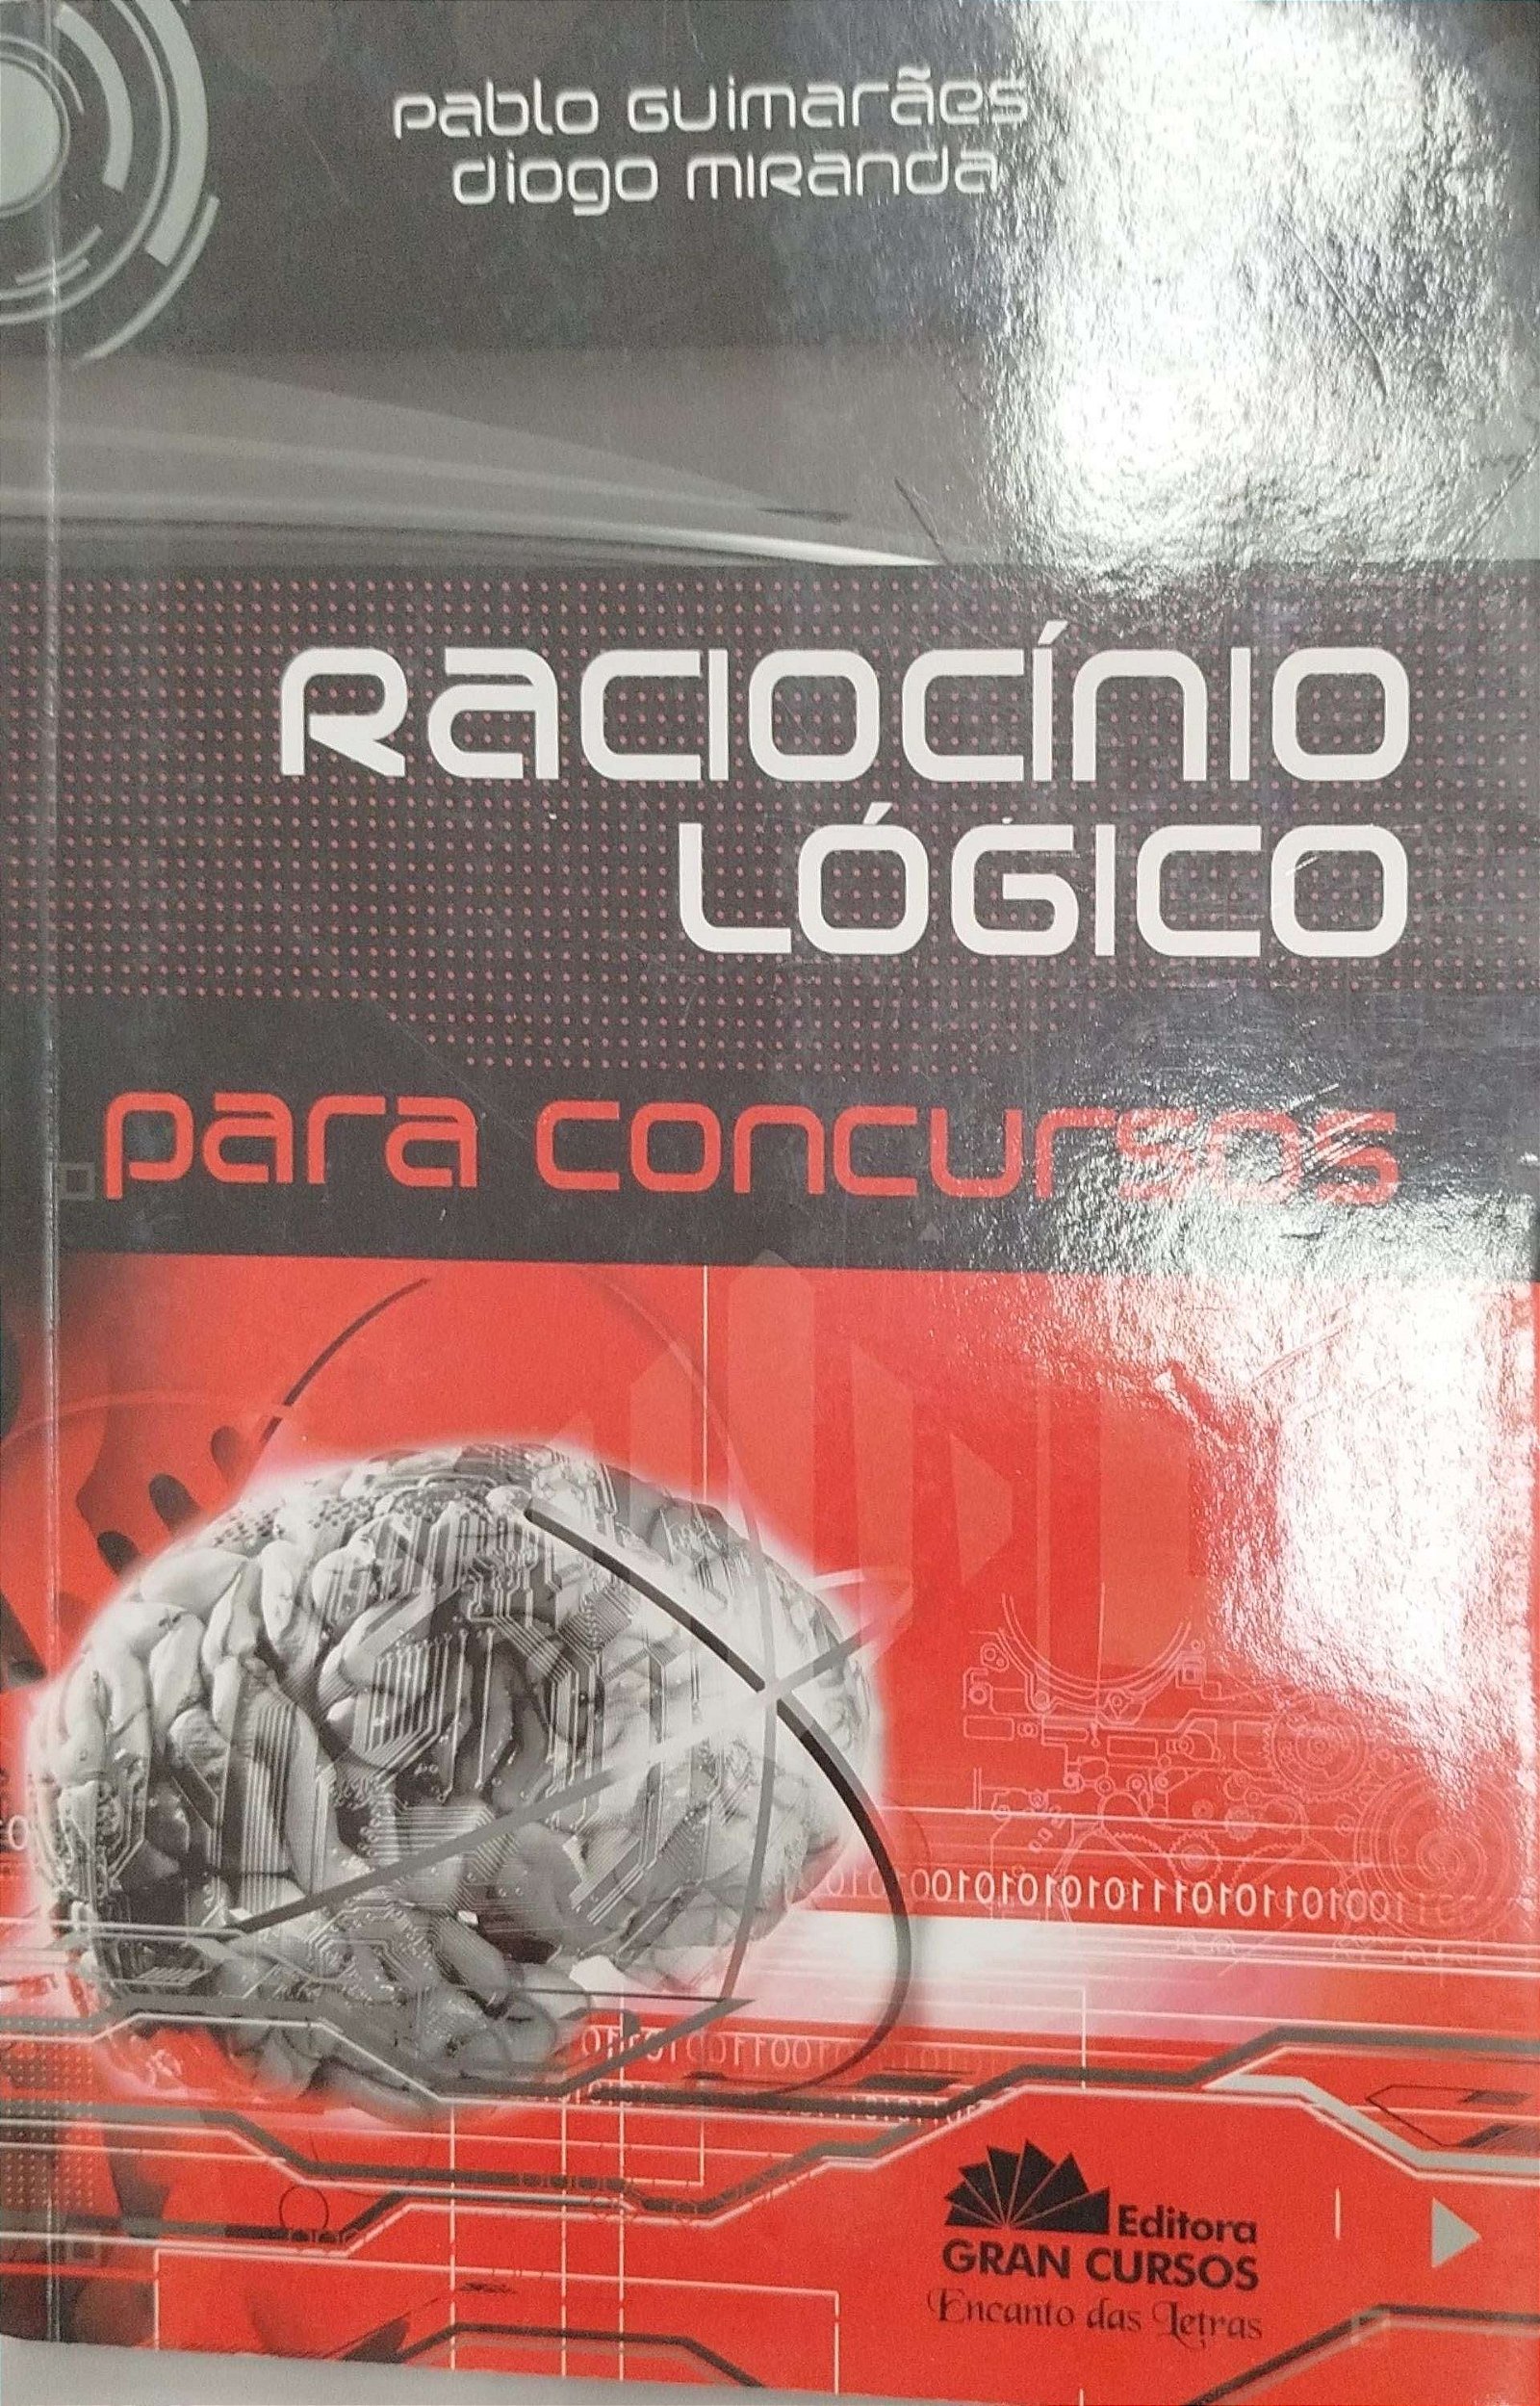 Pablo Guimarães
Diogo Miranda
Raciocínio
Lógico
para concursos
Editora
GRAN CURSOS
Encanto das Letras